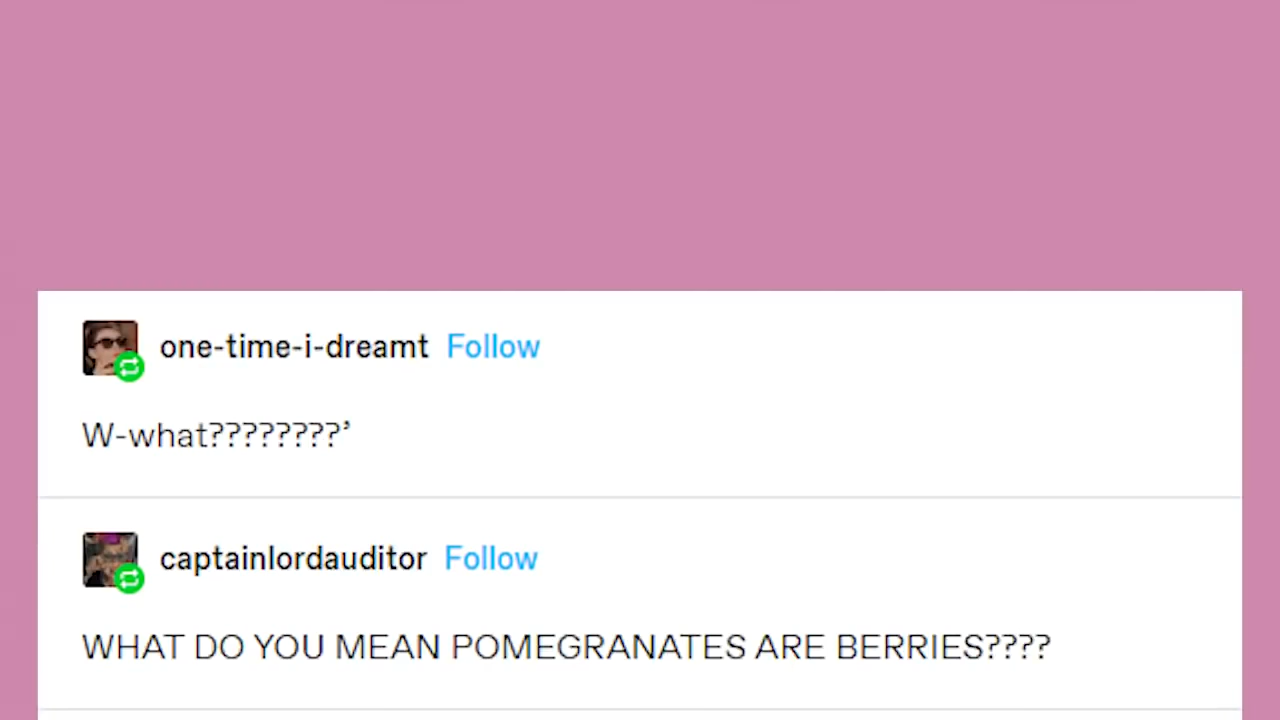 one-time-i-dreamt Follow
W-what????????’
captainlordauditor Follow
WHAT DO YOU MEAN POMEGRANATES ARE BERRIES????